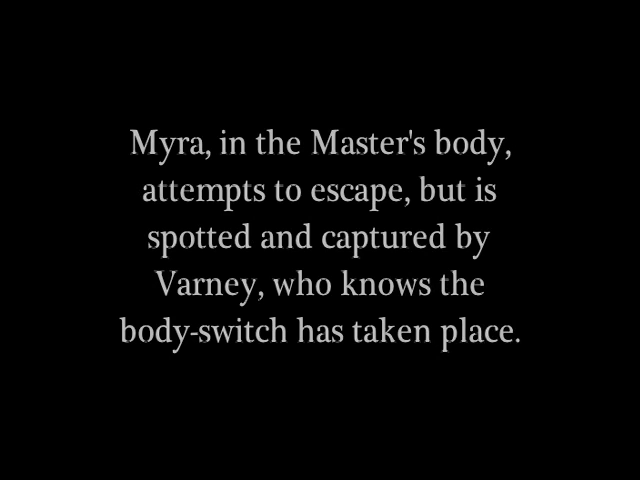 Myra, in the Master's body,
attempts to escape, but is
spotted and captured by
Varney, who knows the
body-switch has taken place.